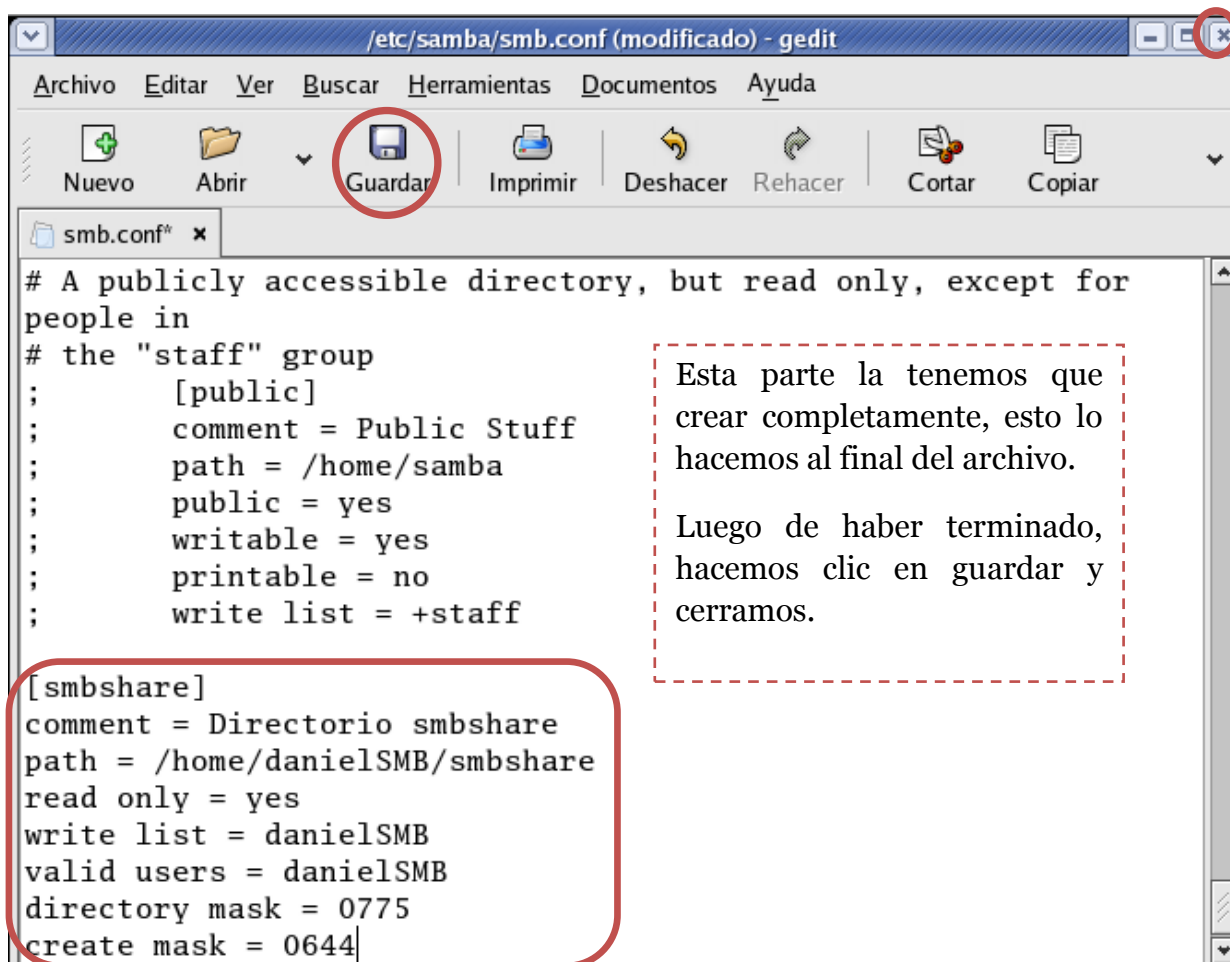 /etc/samba/smb.conf (modificado) - gedit
Archivo Editar Ver Buscar Herramientas Documentos Ayuda
Nuevo Abrir Guardar Imprimir Deshacer Rehacer Cortar Copiar
smb.conf*
# A publicly accessible directory, but read only, except for
people in
# the "staff" group
; [public]
; comment = Public Stuff
; path = /home/samba
; public = yes
; writable = yes
; printable = no
; write list = +staff
Esta parte la tenemos que
crear completamente, esto lo
hacemos al final del archivo.
Luego de haber terminado,
hacemos clic en guardar y
cerramos.
[smbshare]
comment = Directorio smbshare
path = /home/danielSMB/smbshare
read only = yes
write list = danielSMB
valid users = danielSMB
directory mask = 0775
create mask = 0644